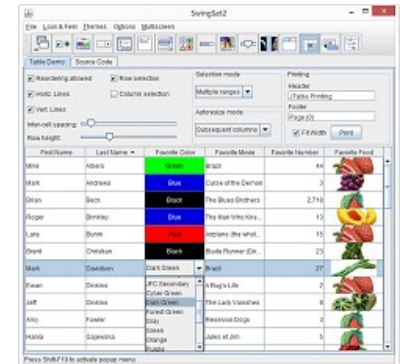 SwingSet2
File Look & Feel Themes Options Multiscreen
Table Demo Source Code
Reordering allowed Row selection
Horiz. Lines Column selection
Vert. Lines
Inter-cell spacing:
Row height:
Selection mode
Multiple ranges
Autoresize mode
Subsequent columns
Printing
Header
JTable Printing
Footer
Page {0}
Fit Width Print
First Name Last Name Favorite Color Favorite Movie Favorite Number Favorite Food
Mike Albers Green Brazil 44
Mark Andrews Blue Curse of the Demon 3
Brian Beck Black The Blues Brothers 2,718
Roger Brinkley Blue The Man Who Kne... 13
Lara Bunni Red Airplane (the whol... 15
Brent Christian Black Blade Runner (Dir... 23
Mark Davidson Dark Green Brazil 27
JFC Secondary
Cyber Green
Dark Green
Forest Green
Gray
Green
Orange
Purple
Ewan Dinkins A Bug's Life 2
Jeff Dinkins The Lady Vanishes 8
Amy Fowler Reservoir Dogs 3
Hania Gajewska Jules et Jim 5
Press Shift-F10 to activate popup menu